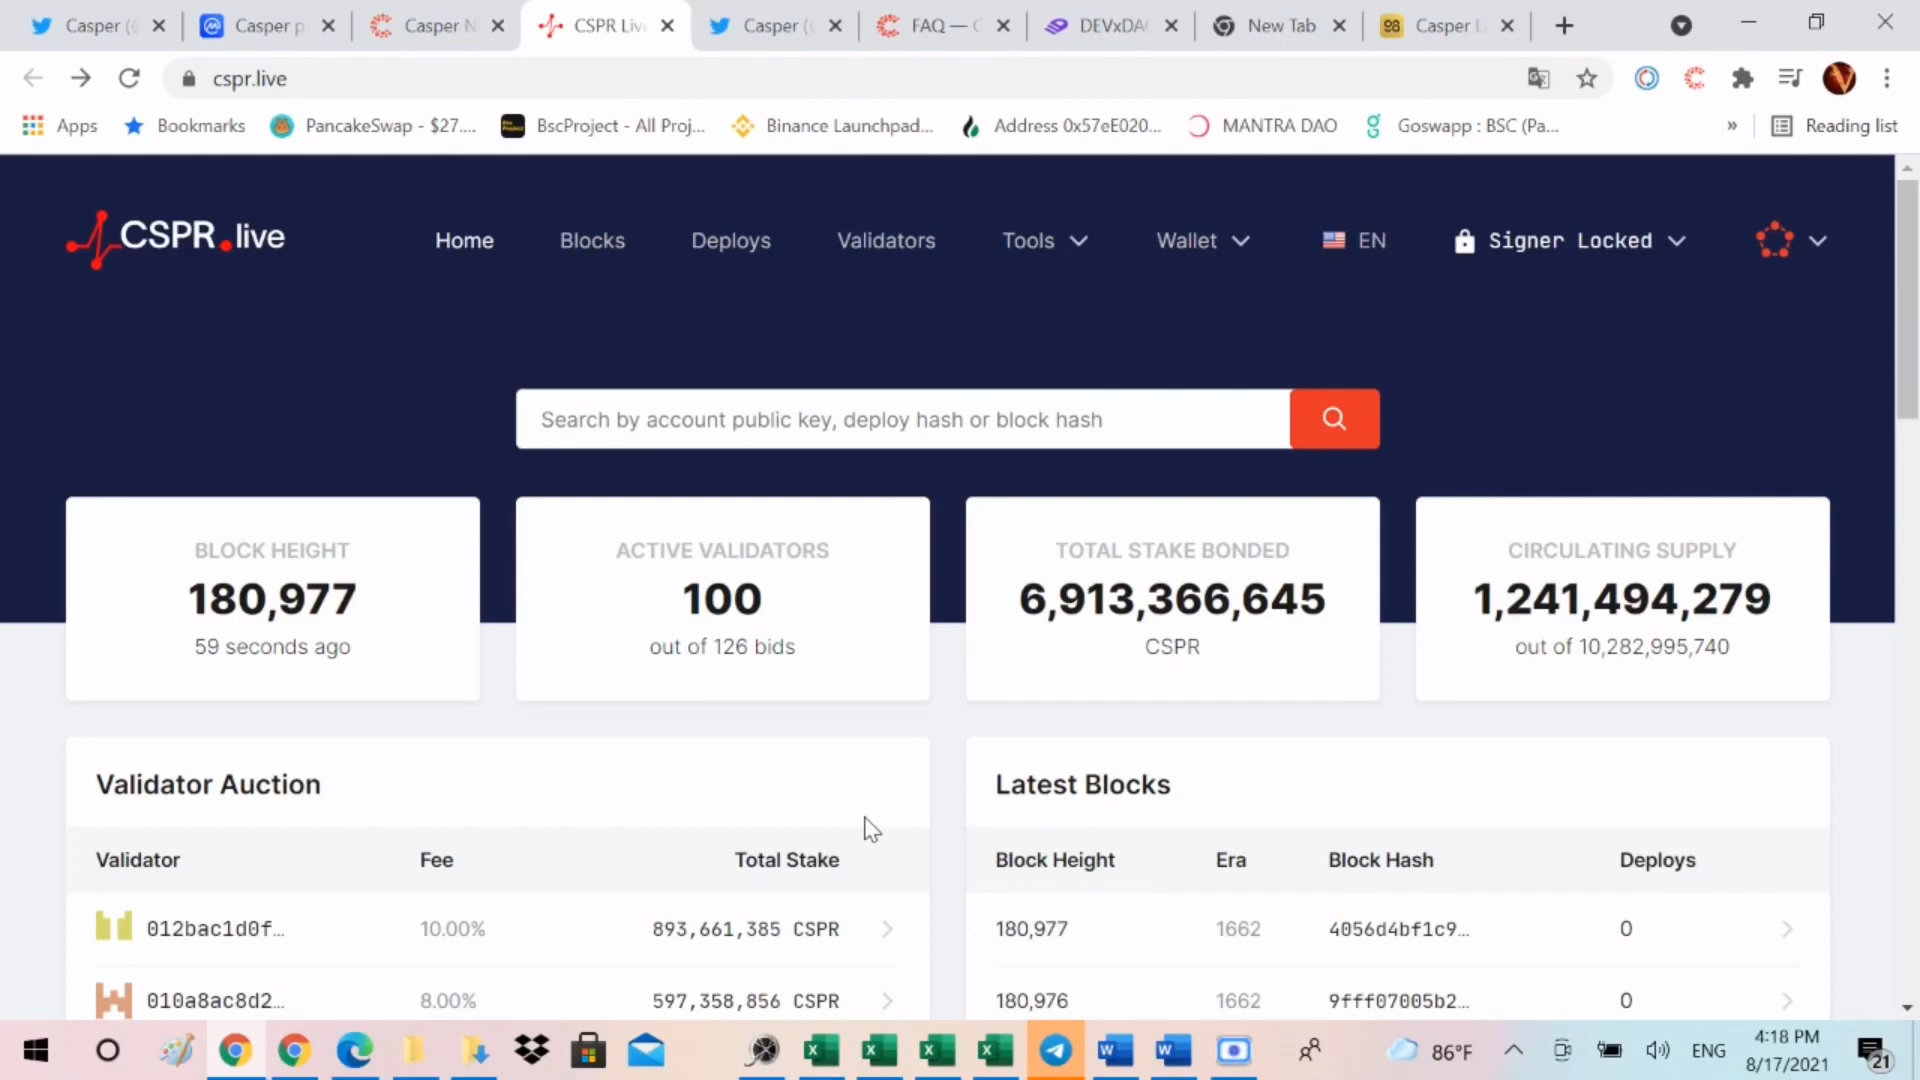 Casper (
Casper p
Casper N
CSPR Liv
Casper (
FAQ — C
DEVxDA
New Tab
Casper L
cspr.live
Apps
Bookmarks
PancakeSwap - $27....
BscProject - All Proj...
Binance Launchpad...
Address 0x57eE020...
MANTRA DAO
Goswapp : BSC (Pa...
»
Reading list
CSPR.live
Home
Blocks
Deploys
Validators
Tools
Wallet
EN
Signer Locked
Search by account public key, deploy hash or block hash
BLOCK HEIGHT
180,977
59 seconds ago
ACTIVE VALIDATORS
100
out of 126 bids
TOTAL STAKE BONDED
6,913,366,645
CSPR
CIRCULATING SUPPLY
1,241,494,279
out of 10,282,995,740
Validator Auction
Validator Fee Total Stake
012bac1d0f… 10.00% 893,661,385 CSPR
010a8ac8d2… 8.00% 597,358,856 CSPR
Latest Blocks
Block Height Era Block Hash Deploys
180,977 1662 4056d4bf1c9… 0
180,976 1662 9fff07005b2… 0
86°F
ENG
4:18 PM
8/17/2021
21